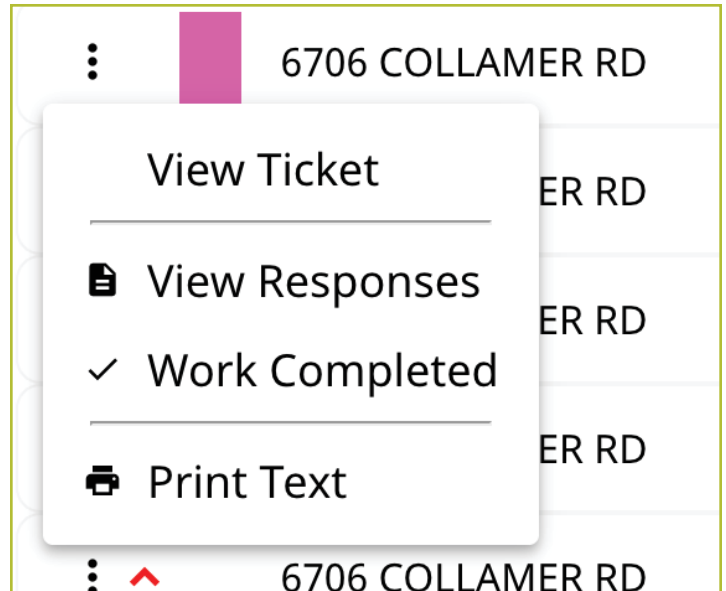 6706 COLLAMER RD
View Ticket
ER RD
View Responses
ER RD
Work Completed
ER RD
Print Text
6706 COLLAMER RD